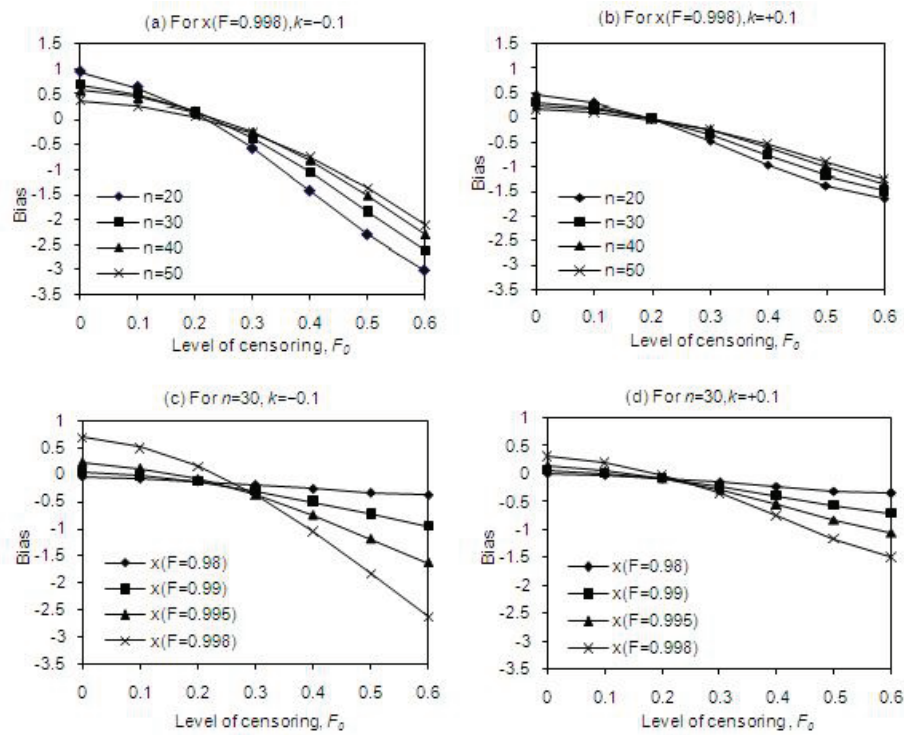 (a) For x(F=0.998),k=−0.1
1.5
1
0.5
0
-0.5
-1
-1.5
-2
-2.5
-3
-3.5
Bias
n=20
n=30
n=40
n=50
0 0.1 0.2 0.3 0.4 0.5 0.6
Level of censoring, F0
(b) For x(F=0.998),k=+0.1
1.5
1
0.5
0
-0.5
-1
-1.5
-2
-2.5
-3
-3.5
Bias
n=20
n=30
n=40
n=50
0 0.1 0.2 0.3 0.4 0.5 0.6
Level of censoring, F0
(c) For n=30, k=−0.1
1
0.5
0
-0.5
-1
-1.5
-2
-2.5
-3
-3.5
Bias
x(F=0.98)
x(F=0.99)
x(F=0.995)
x(F=0.998)
0 0.1 0.2 0.3 0.4 0.5 0.6
Level of censoring, F0
(d) For n=30,k=+0.1
1
0.5
0
-0.5
-1
-1.5
-2
-2.5
-3
-3.5
Bias
x(F=0.98)
x(F=0.99)
x(F=0.995)
x(F=0.998)
0 0.1 0.2 0.3 0.4 0.5 0.6
Level of censoring, F0